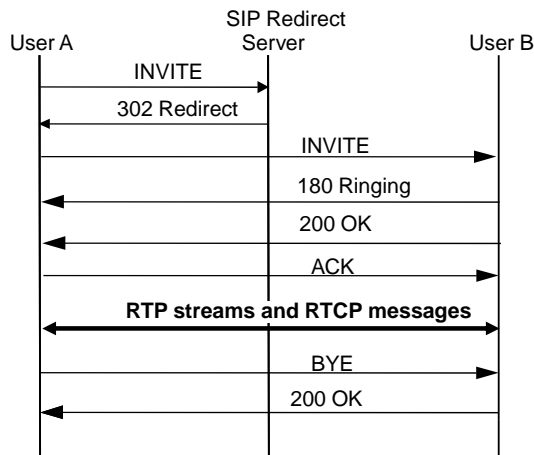 SIP Redirect
User A Server User B
INVITE
302 Redirect
INVITE
180 Ringing
200 OK
ACK
RTP streams and RTCP messages
BYE
200 OK